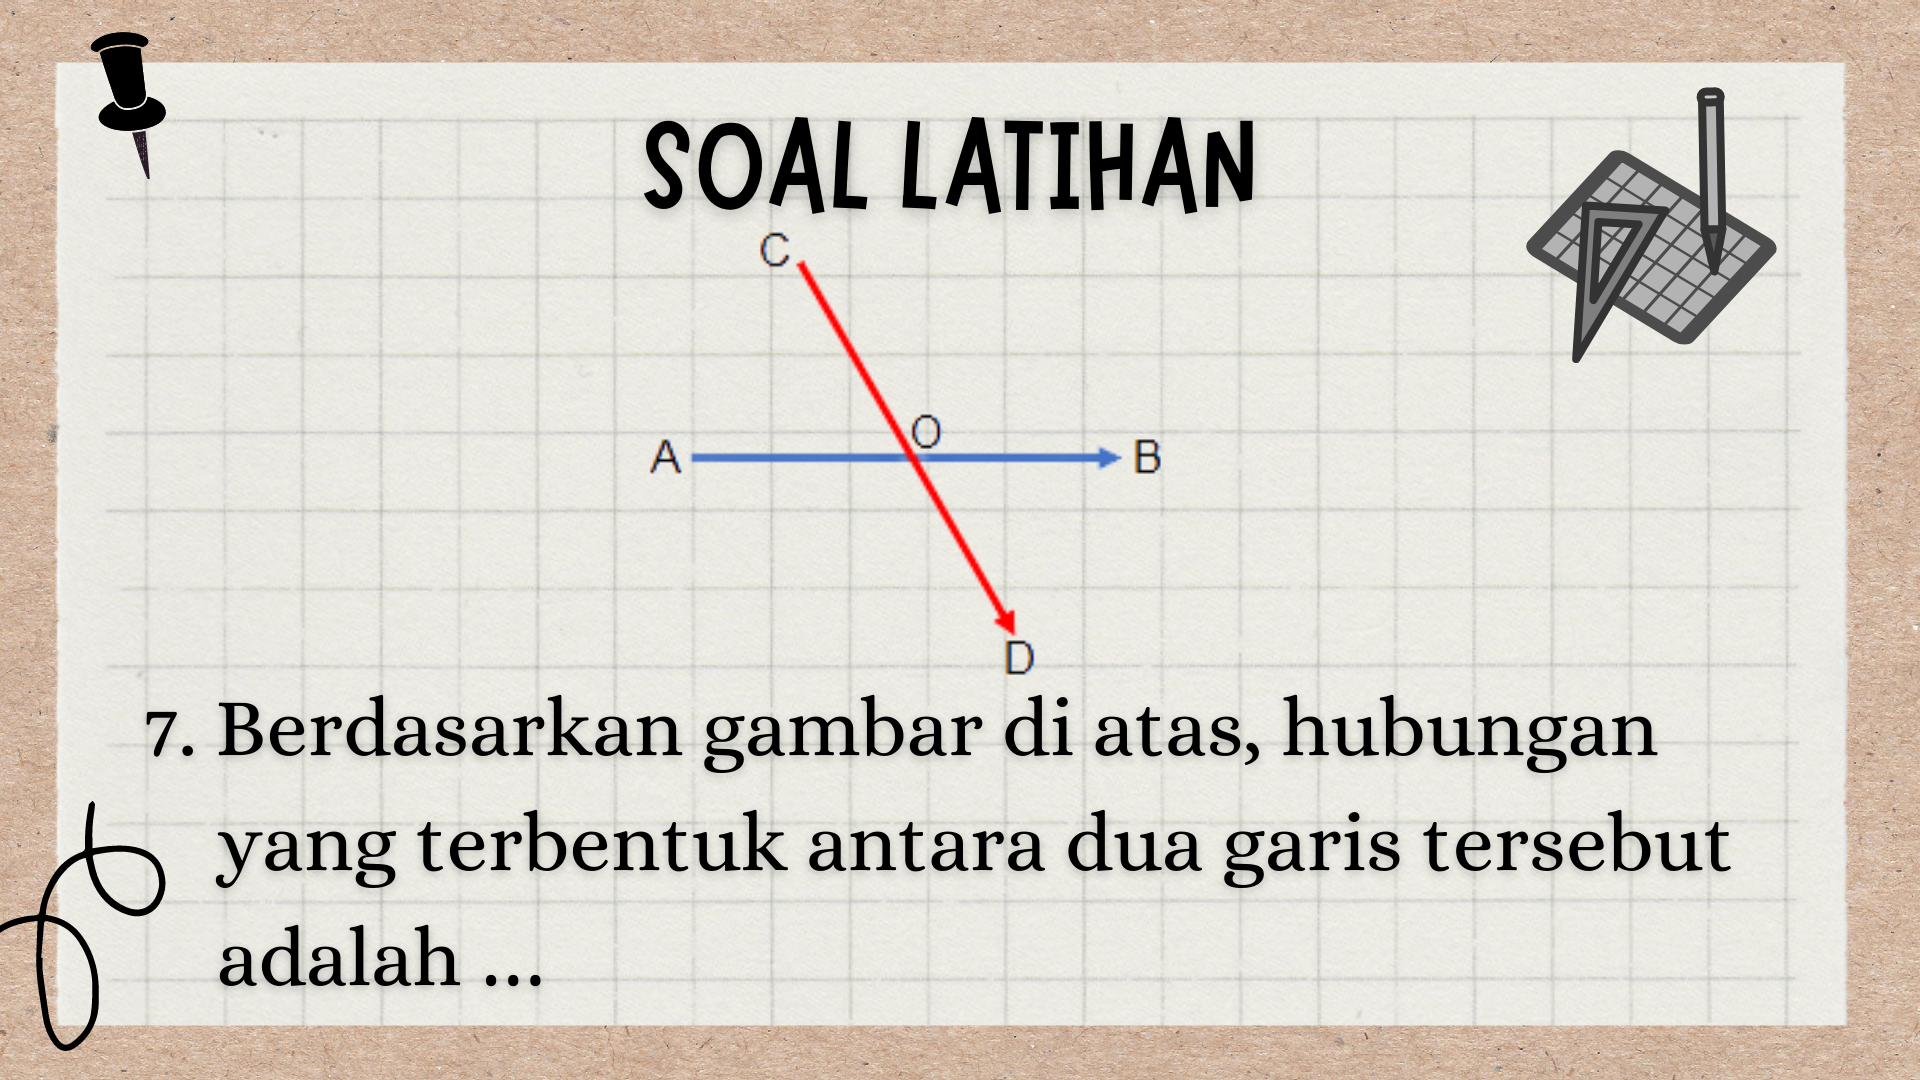 SOAL LATIHAN
C
O
A
B
D
7. Berdasarkan gambar di atas, hubungan
yang terbentuk antara dua garis tersebut
adalah ...